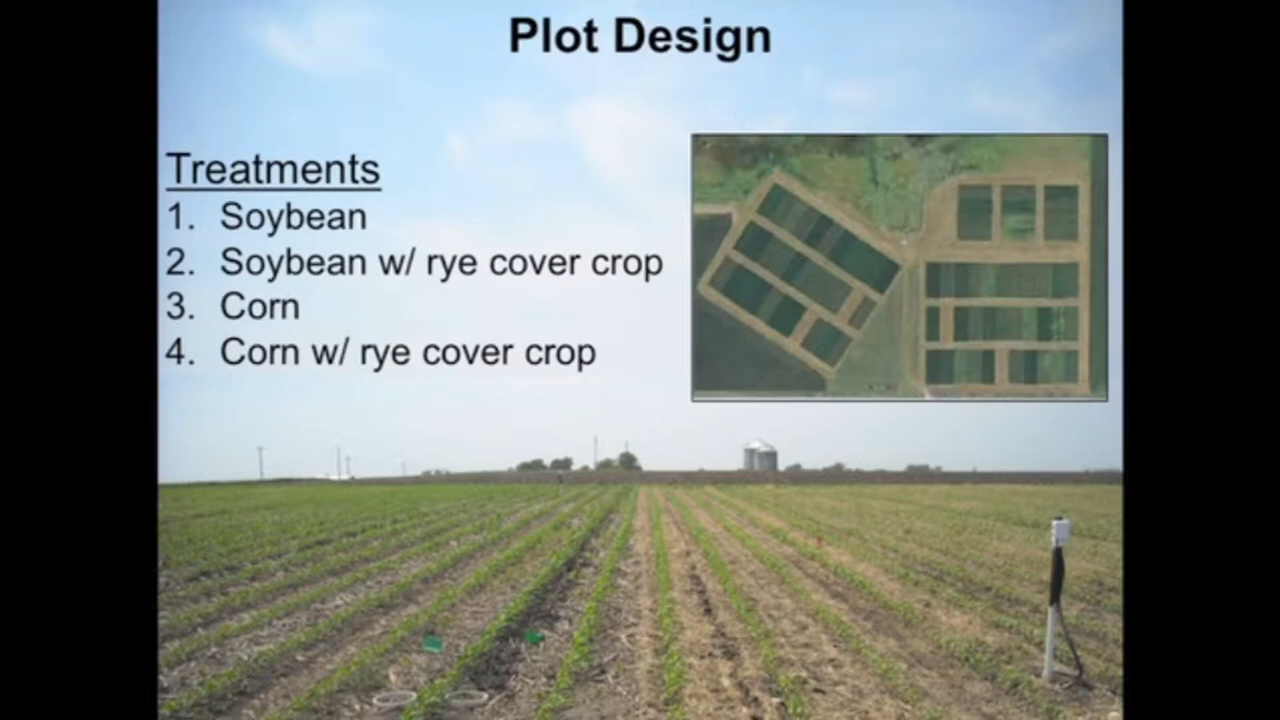 Plot Design
Treatments
1. Soybean
2. Soybean w/ rye cover crop
3. Corn
4. Corn w/ rye cover crop